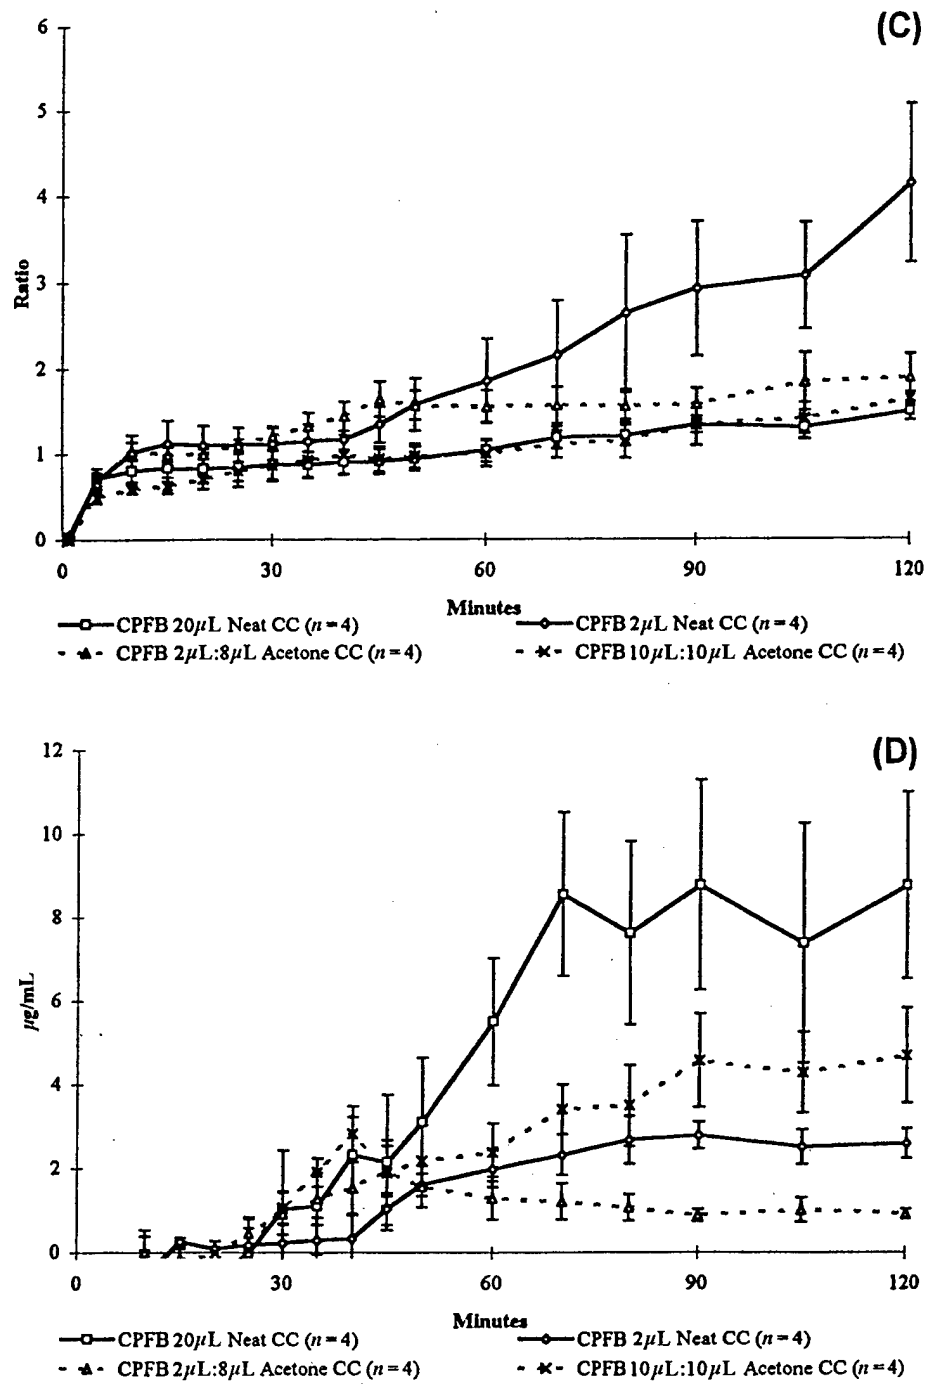 (C)
6
5
4
3
2
1
0
Ratio
0 30 60 90 120
Minutes
CPFB 20μL Neat CC (n=4) CPFB 2μL Neat CC (n=4)
CPFB 2μL:8μL Acetone CC (n=4) CPFB 10μL:10μL Acetone CC (n=4)
(D)
12
10
8
6
4
2
0
μg/mL
0 30 60 90 120
Minutes
CPFB 20μL Neat CC (n=4) CPFB 2μL Neat CC (n=4)
CPFB 2μL:8μL Acetone CC (n=4) CPFB 10μL:10μL Acetone CC (n=4)